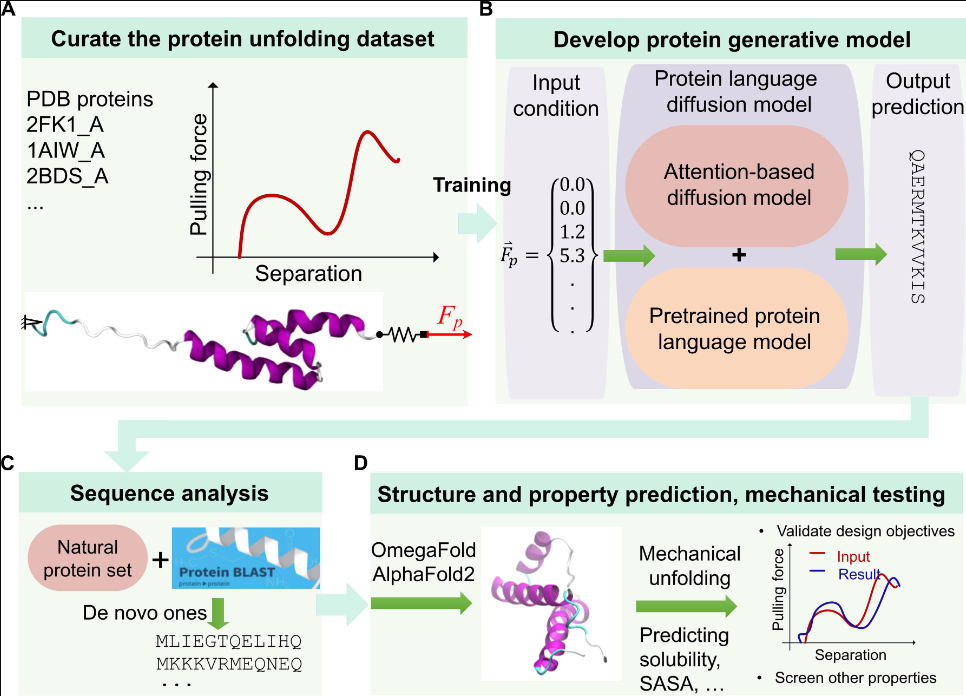 A
Curate the protein unfolding dataset
PDB proteins
2FK1_A
1AIW_A
2BDS_A
...
Pulling force
Separation
F_p
Training
B
Develop protein generative model
Input
condition
F⃗_p =
0.0
0.0
1.2
5.3
.
.
.
Protein language
diffusion model
Attention-based
diffusion model
+
Pretrained protein
language model
Output
prediction
QAERMTKVVKIS
C
Sequence analysis
Natural
protein set
+
Protein BLAST
protein ▸ protein
De novo ones
MLIEGTQELIHQ
MKKKVRMEQNEQ
...
D
Structure and property prediction, mechanical testing
OmegaFold
AlphaFold2
Mechanical
unfolding
Predicting
solubility,
SASA, ...
• Validate design objectives
Pulling force
Input
Result
Separation
• Screen other properties